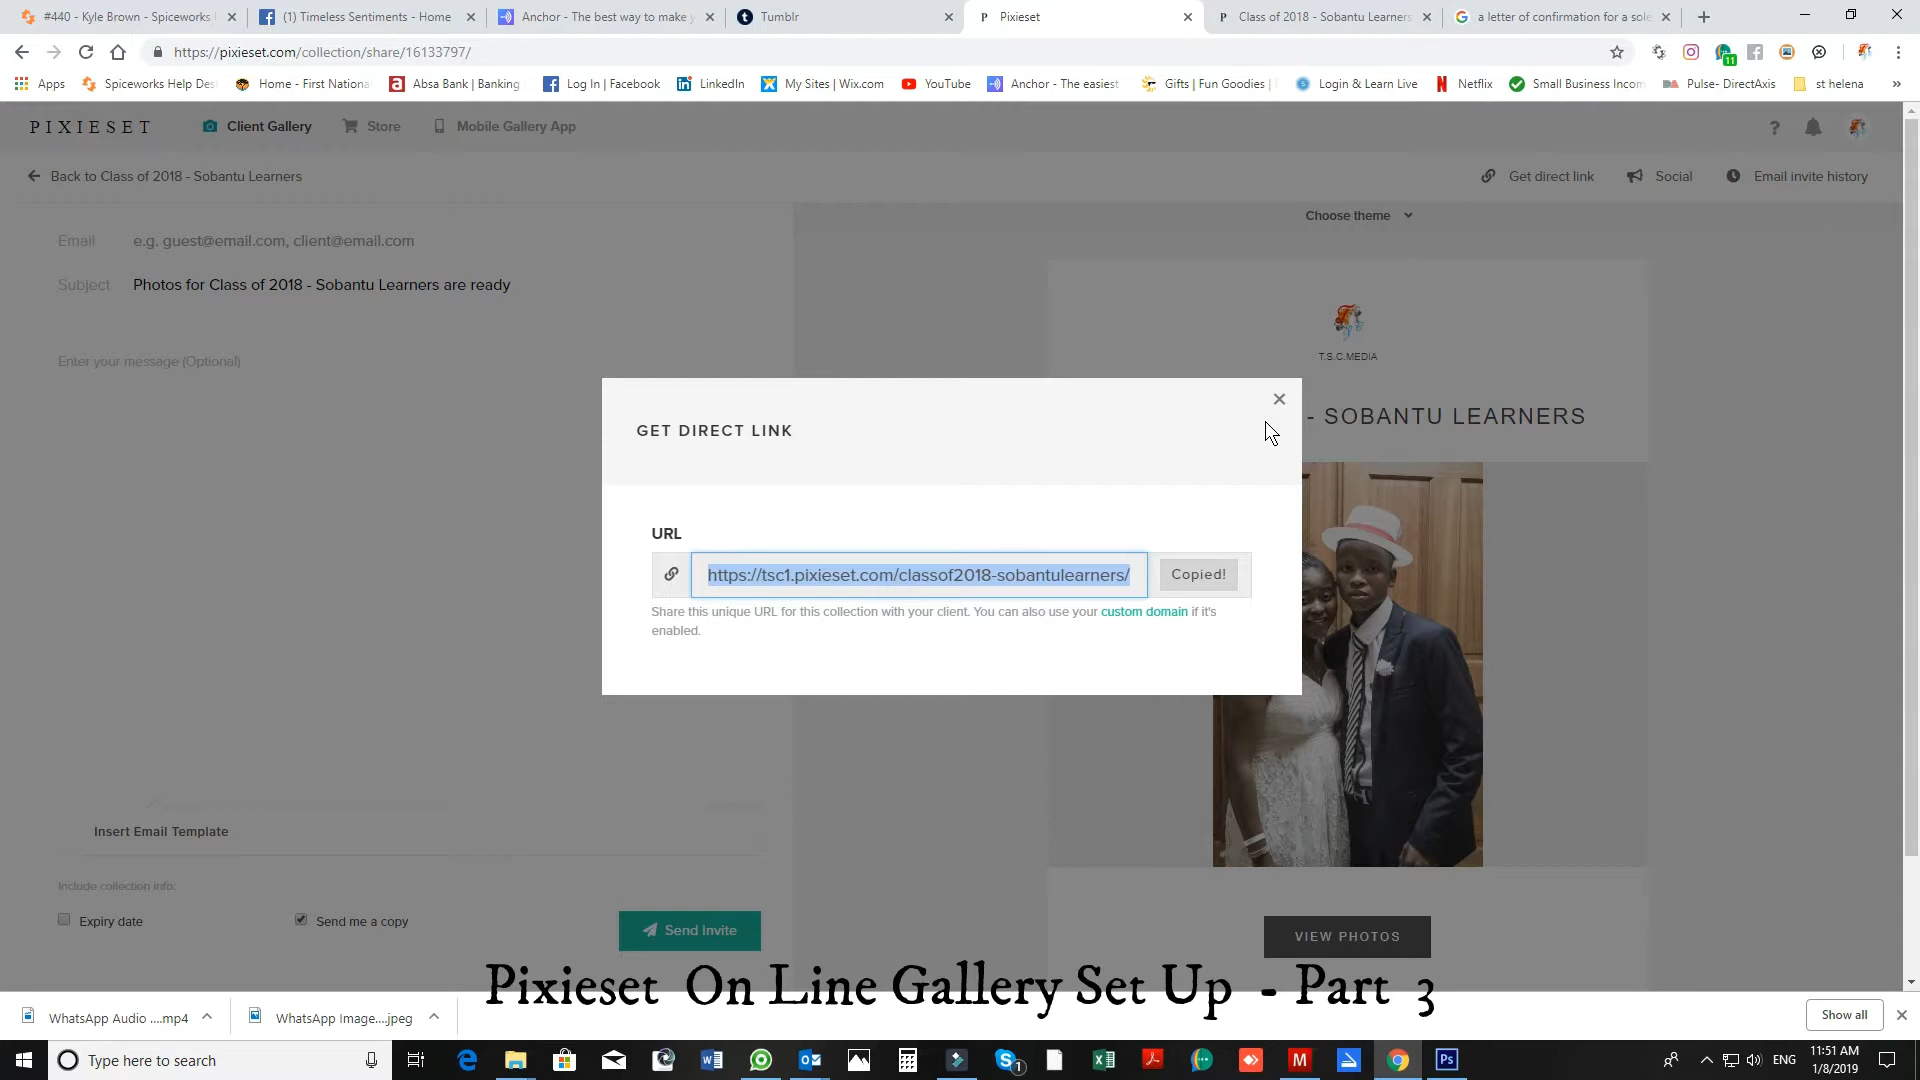 #440 - Kyle Brown - Spiceworks
(1) Timeless Sentiments - Home
Anchor - The best way to make y
Tumblr
P Pixieset
P Class of 2018 - Sobantu Learners
a letter of confirmation for a sole
https://pixieset.com/collection/share/16133797/
11
Apps
Spiceworks Help Des
Home - First Nationa
Absa Bank | Banking
Log In | Facebook
LinkedIn
My Sites | Wix.com
YouTube
Anchor - The easiest
Gifts | Fun Goodies |
Login & Learn Live
Netflix
Small Business Incom
Pulse- DirectAxis
st helena
»
PIXIESET
Client Gallery
Store
Mobile Gallery App
?
Back to Class of 2018 - Sobantu Learners
Get direct link
Social
Email invite history
Choose theme
Email e.g. guest@email.com, client@email.com
Subject Photos for Class of 2018 - Sobantu Learners are ready
Enter your message (Optional)
T.S.C.MEDIA
- SOBANTU LEARNERS
GET DIRECT LINK
URL
https://tsc1.pixieset.com/classof2018-sobantulearners/
Copied!
Share this unique URL for this collection with your client. You can also use your custom domain if it's
enabled.
Insert Email Template
Include collection info:
Expiry date
Send me a copy
Send Invite
VIEW PHOTOS
Pixieset On Line Gallery Set Up - Part 3
WhatsApp Audio ....mp4
WhatsApp Image....jpeg
Show all
Type here to search
1
Ps
ENG
11:51 AM
1/8/2019